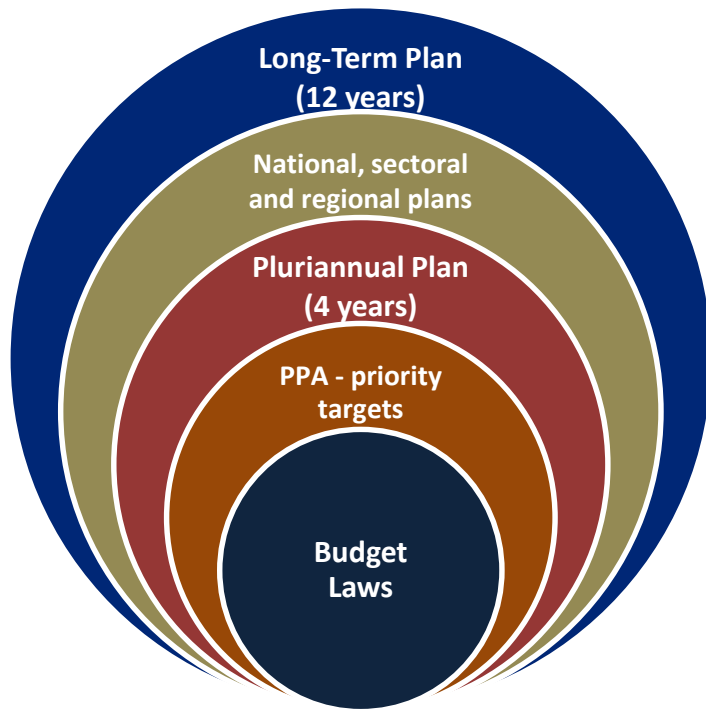 Long-Term Plan
(12 years)
National, sectoral
and regional plans
Pluriannual Plan
(4 years)
PPA - priority
targets
Budget
Laws